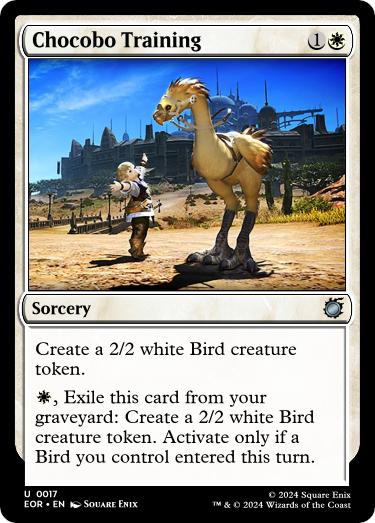 Chocobo Training 1
Sorcery
Create a 2/2 white Bird creature
token.
, Exile this card from your
graveyard: Create a 2/2 white Bird
creature token. Activate only if a
Bird you control entered this turn.
U 0017 © 2024 Square Enix
EOR • EN Square Enix ™ & © 2024 Wizards of the Coast